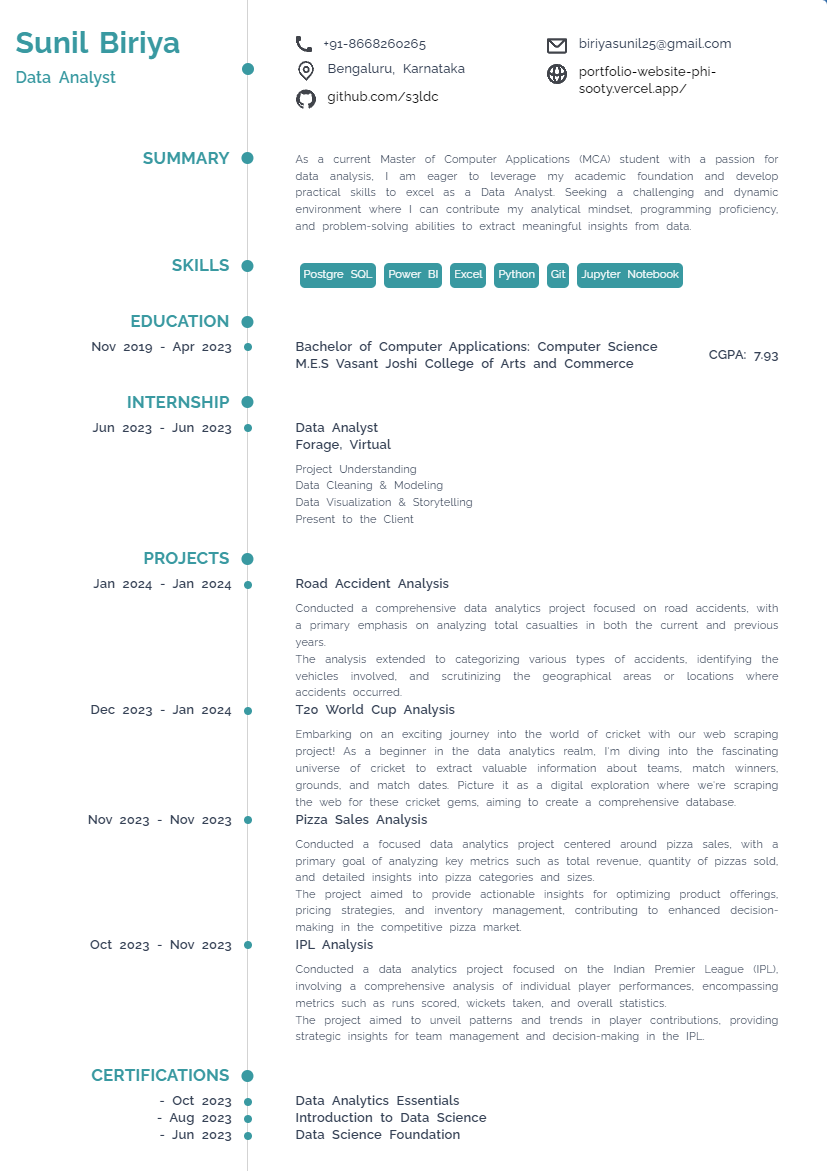 Sunil Biriya
Data Analyst
+91-8668260265
biriyasunil25@gmail.com
Bengaluru, Karnataka
portfolio-website-phi-
sooty.vercel.app/
github.com/s3ldc
SUMMARY
As a current Master of Computer Applications (MCA) student with a passion for
data analysis, I am eager to leverage my academic foundation and develop
practical skills to excel as a Data Analyst. Seeking a challenging and dynamic
environment where I can contribute my analytical mindset, programming proficiency,
and problem-solving abilities to extract meaningful insights from data.
SKILLS
Postgre SQL Power BI Excel Python Git Jupyter Notebook
EDUCATION
Nov 2019 - Apr 2023
Bachelor of Computer Applications: Computer Science
M.E.S Vasant Joshi College of Arts and Commerce
CGPA: 7.93
INTERNSHIP
Jun 2023 - Jun 2023
Data Analyst
Forage, Virtual
Project Understanding
Data Cleaning & Modeling
Data Visualization & Storytelling
Present to the Client
PROJECTS
Jan 2024 - Jan 2024
Road Accident Analysis
Conducted a comprehensive data analytics project focused on road accidents, with
a primary emphasis on analyzing total casualties in both the current and previous
years.
The analysis extended to categorizing various types of accidents, identifying the
vehicles involved, and scrutinizing the geographical areas or locations where
accidents occurred.
Dec 2023 - Jan 2024
T20 World Cup Analysis
Embarking on an exciting journey into the world of cricket with our web scraping
project! As a beginner in the data analytics realm, I'm diving into the fascinating
universe of cricket to extract valuable information about teams, match winners,
grounds, and match dates. Picture it as a digital exploration where we're scraping
the web for these cricket gems, aiming to create a comprehensive database.
Nov 2023 - Nov 2023
Pizza Sales Analysis
Conducted a focused data analytics project centered around pizza sales, with a
primary goal of analyzing key metrics such as total revenue, quantity of pizzas sold,
and detailed insights into pizza categories and sizes.
The project aimed to provide actionable insights for optimizing product offerings,
pricing strategies, and inventory management, contributing to enhanced decision-
making in the competitive pizza market.
Oct 2023 - Nov 2023
IPL Analysis
Conducted a data analytics project focused on the Indian Premier League (IPL),
involving a comprehensive analysis of individual player performances, encompassing
metrics such as runs scored, wickets taken, and overall statistics.
The project aimed to unveil patterns and trends in player contributions, providing
strategic insights for team management and decision-making in the IPL.
CERTIFICATIONS
- Oct 2023
Data Analytics Essentials
- Aug 2023
Introduction to Data Science
- Jun 2023
Data Science Foundation